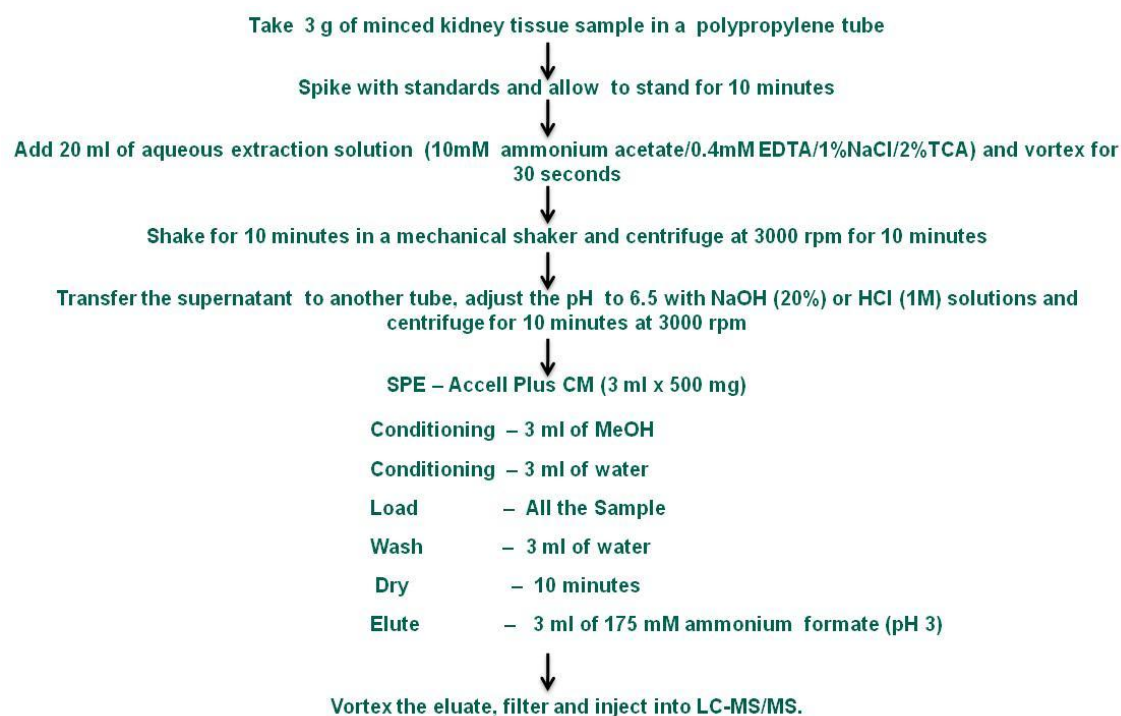 Take 3 g of minced kidney tissue sample in a polypropylene tube
Spike with standards and allow to stand for 10 minutes
Add 20 ml of aqueous extraction solution (10mM ammonium acetate/0.4mM EDTA/1%NaCl/2%TCA) and vortex for
30 seconds
Shake for 10 minutes in a mechanical shaker and centrifuge at 3000 rpm for 10 minutes
Transfer the supernatant to another tube, adjust the pH to 6.5 with NaOH (20%) or HCl (1M) solutions and
centrifuge for 10 minutes at 3000 rpm
SPE – Accell Plus CM (3 ml x 500 mg)
Conditioning – 3 ml of MeOH
Conditioning – 3 ml of water
Load – All the Sample
Wash – 3 ml of water
Dry – 10 minutes
Elute – 3 ml of 175 mM ammonium formate (pH 3)
Vortex the eluate, filter and inject into LC-MS/MS.